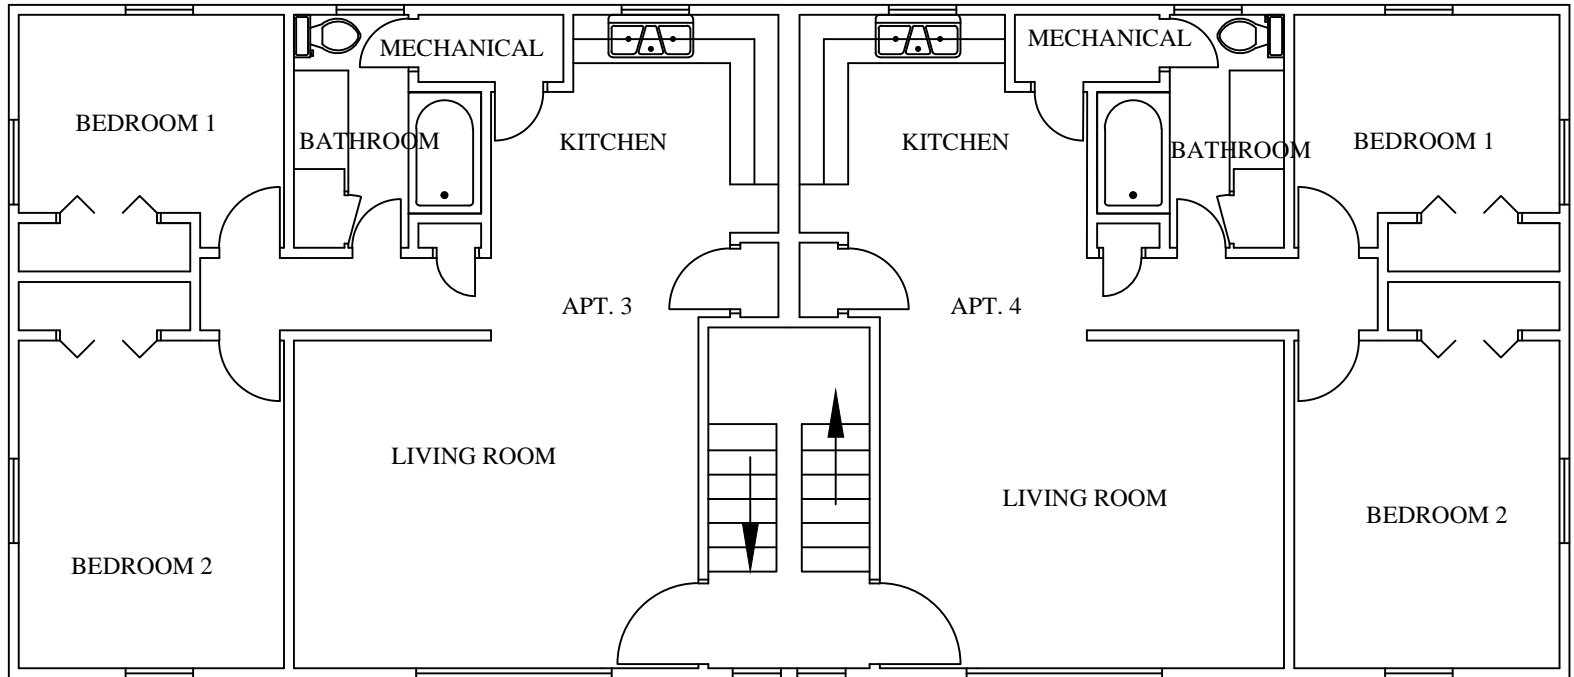 MECHANICAL
MECHANICAL
BEDROOM 1
BATHROOM
KITCHEN
KITCHEN
BATHROOM
BEDROOM 1
APT. 3
APT. 4
LIVING ROOM
LIVING ROOM
BEDROOM 2
BEDROOM 2